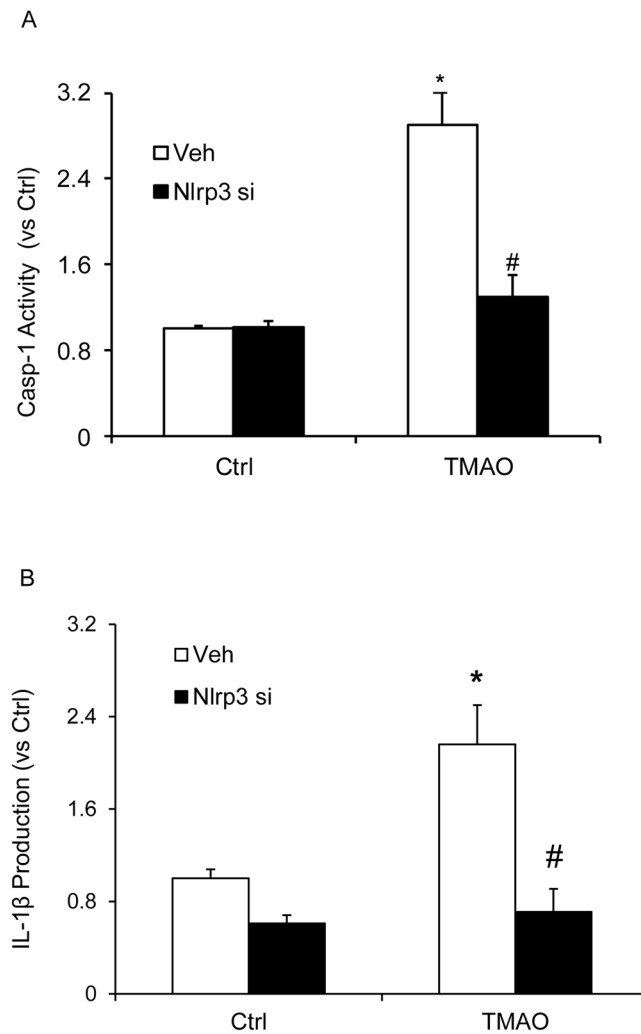 A
3.2
2.4
1.6
0.8
0
Casp-1 Activity (vs Ctrl)
Veh
Nlrp3 si
*
#
Ctrl TMAO
B
3.2
2.4
1.6
0.8
0
IL-1β Production (vs Ctrl)
Veh
Nlrp3 si
*
#
Ctrl TMAO